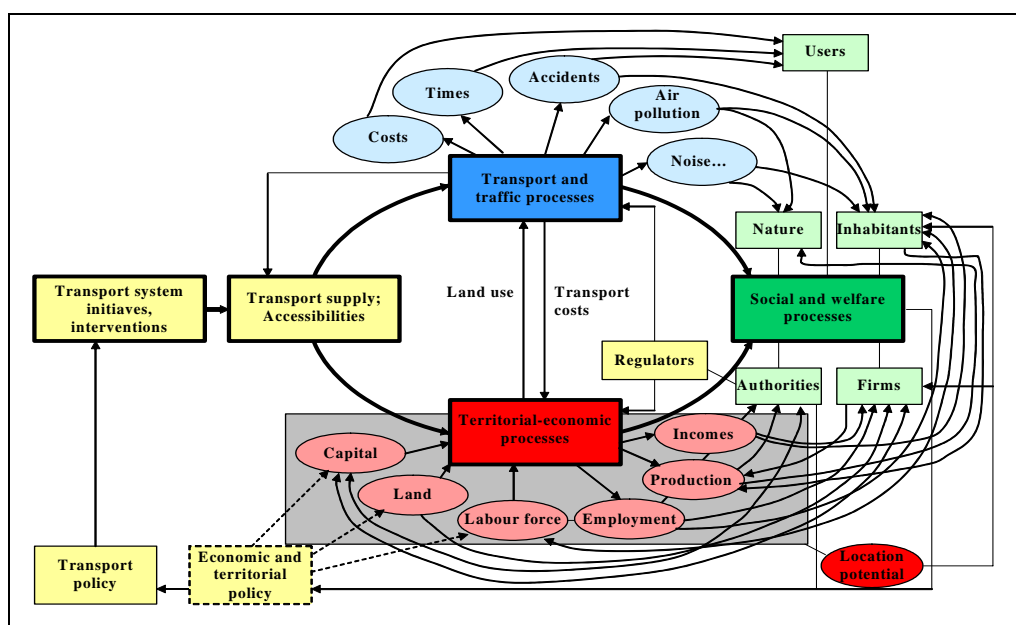 Users
Accidents
Times
Air
pollution
Costs
Noise…
Transport and
traffic processes
Nature
Inhabitants
Transport system
initiaves,
interventions
Transport supply;
Accessibilities
Land use
Transport
costs
Social and welfare
processes
Regulators
Authorities
Firms
Territorial-economic
processes
Incomes
Capital
Production
Land
Labour force
Employment
Economic and
territorial
policy
Transport
policy
Location
potential